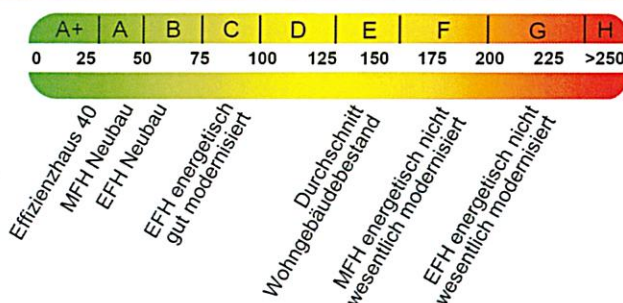 A+ A B C D E F G H
0 25 50 75 100 125 150 175 200 225 >250
Effizienzhaus 40
MFH Neubau
EFH Neubau
EFH energetisch
gut modernisiert
Durchschnitt
Wohngebäudebestand
MFH energetisch nicht
wesentlich modernisiert
EFH energetisch nicht
wesentlich modernisiert